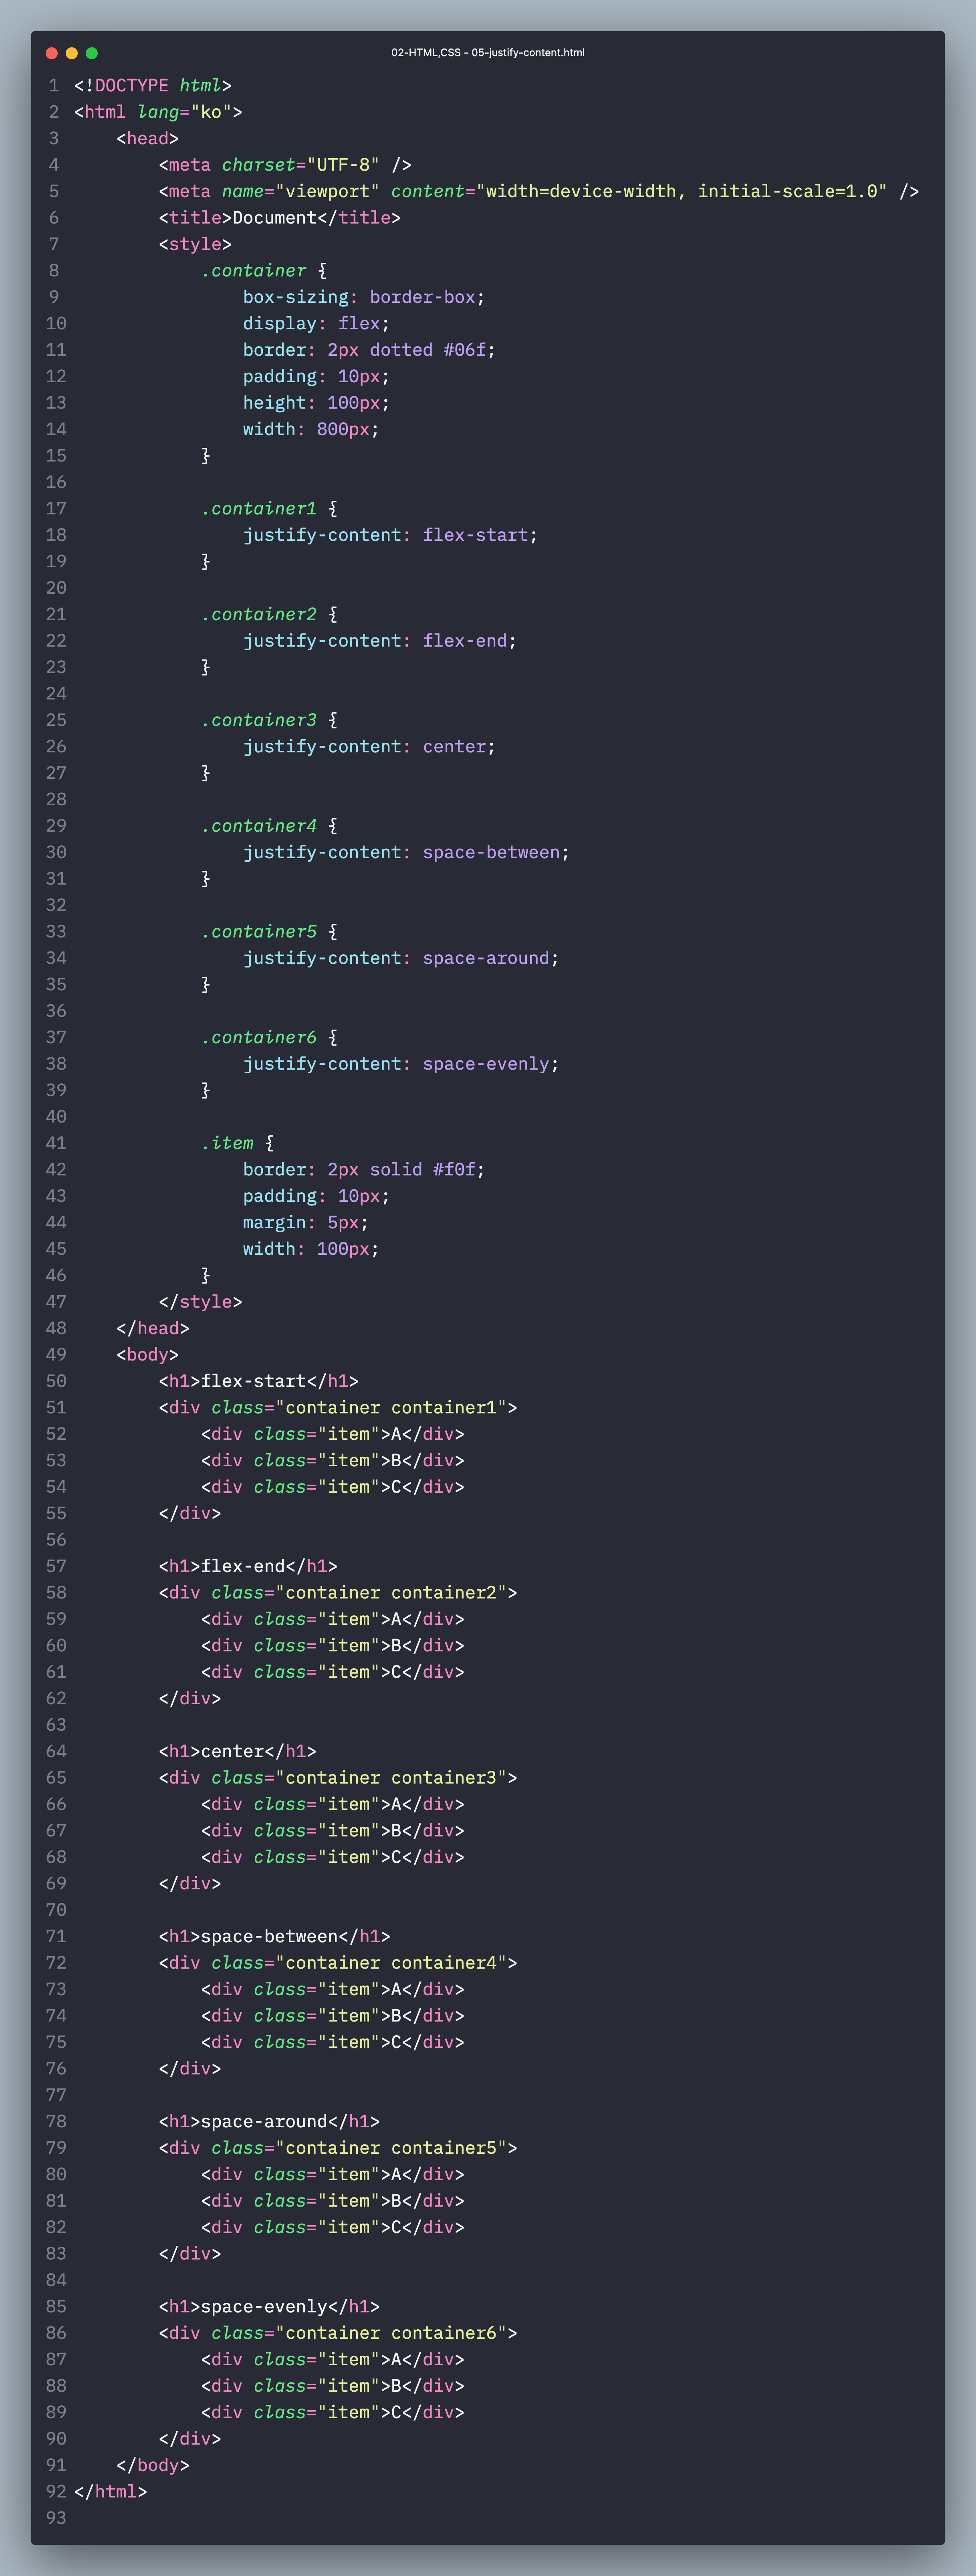 02-HTML,CSS - 05-justify-content.html
1 <!DOCTYPE html>
2 <html lang="ko">
3     <head>
4         <meta charset="UTF-8" />
5         <meta name="viewport" content="width=device-width, initial-scale=1.0" />
6         <title>Document</title>
7         <style>
8             .container {
9                 box-sizing: border-box;
10                 display: flex;
11                 border: 2px dotted #06f;
12                 padding: 10px;
13                 height: 100px;
14                 width: 800px;
15             }
16
17             .container1 {
18                 justify-content: flex-start;
19             }
20
21             .container2 {
22                 justify-content: flex-end;
23             }
24
25             .container3 {
26                 justify-content: center;
27             }
28
29             .container4 {
30                 justify-content: space-between;
31             }
32
33             .container5 {
34                 justify-content: space-around;
35             }
36
37             .container6 {
38                 justify-content: space-evenly;
39             }
40
41             .item {
42                 border: 2px solid #f0f;
43                 padding: 10px;
44                 margin: 5px;
45                 width: 100px;
46             }
47         </style>
48     </head>
49     <body>
50         <h1>flex-start</h1>
51         <div class="container container1">
52             <div class="item">A</div>
53             <div class="item">B</div>
54             <div class="item">C</div>
55         </div>
56
57         <h1>flex-end</h1>
58         <div class="container container2">
59             <div class="item">A</div>
60             <div class="item">B</div>
61             <div class="item">C</div>
62         </div>
63
64         <h1>center</h1>
65         <div class="container container3">
66             <div class="item">A</div>
67             <div class="item">B</div>
68             <div class="item">C</div>
69         </div>
70
71         <h1>space-between</h1>
72         <div class="container container4">
73             <div class="item">A</div>
74             <div class="item">B</div>
75             <div class="item">C</div>
76         </div>
77
78         <h1>space-around</h1>
79         <div class="container container5">
80             <div class="item">A</div>
81             <div class="item">B</div>
82             <div class="item">C</div>
83         </div>
84
85         <h1>space-evenly</h1>
86         <div class="container container6">
87             <div class="item">A</div>
88             <div class="item">B</div>
89             <div class="item">C</div>
90         </div>
91     </body>
92 </html>
93